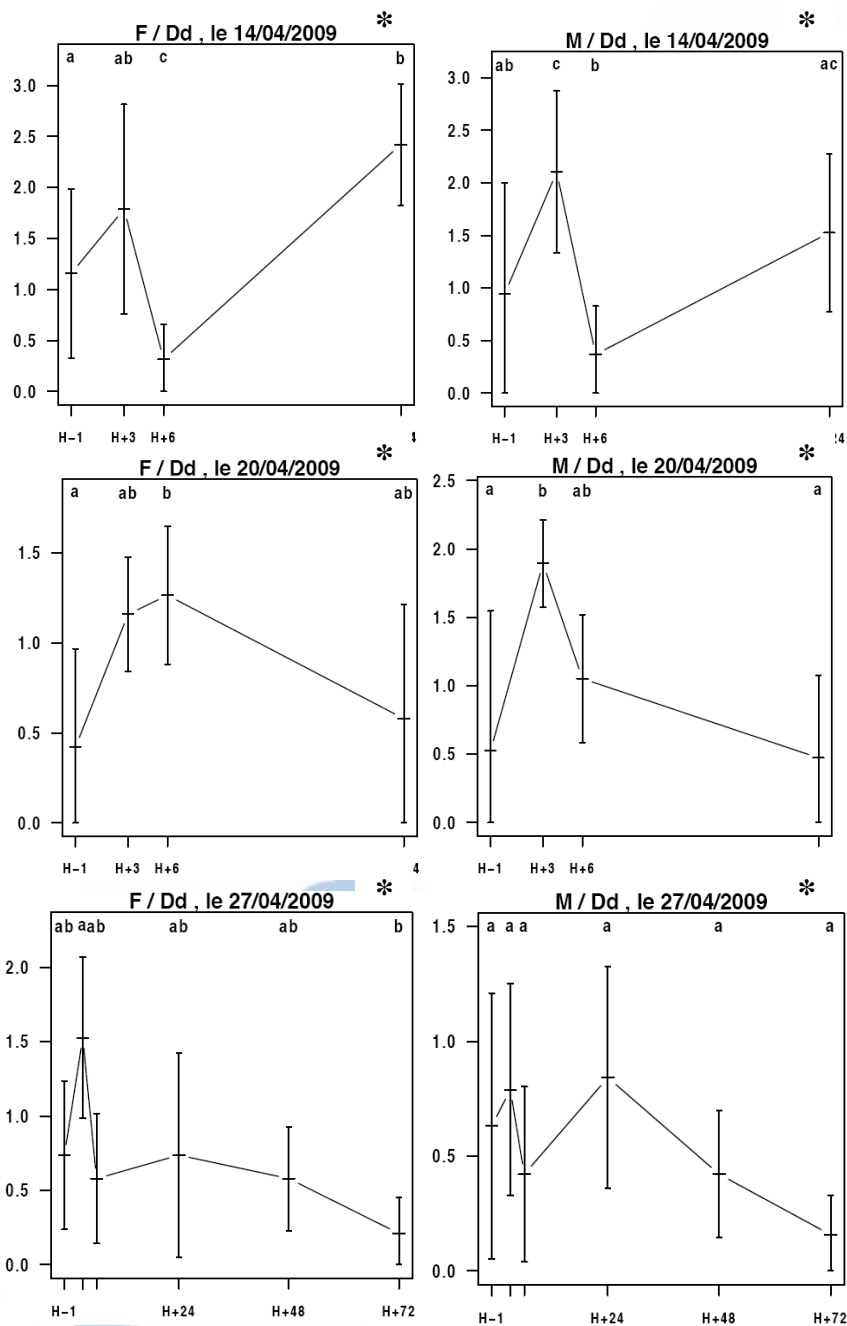 F / Dd , le 14/04/2009 *
a ab c b
3.0
2.5
2.0
1.5
1.0
0.5
0.0
H−1 H+3 H+6
M / Dd , le 14/04/2009 *
ab c b ac
3.0
2.5
2.0
1.5
1.0
0.5
0.0
H−1 H+3 H+6 24
F / Dd , le 20/04/2009 *
a ab b ab
1.5
1.0
0.5
0.0
H−1 H+3 H+6 4
M / Dd , le 20/04/2009 *
a b ab a
2.5
2.0
1.5
1.0
0.5
0.0
H−1 H+3 H+6
F / Dd , le 27/04/2009 *
ab a ab ab ab b
2.0
1.5
1.0
0.5
0.0
H−1 H+24 H+48 H+72
M / Dd , le 27/04/2009 *
a a a a a a
1.5
1.0
0.5
0.0
H−1 H+24 H+48 H+72